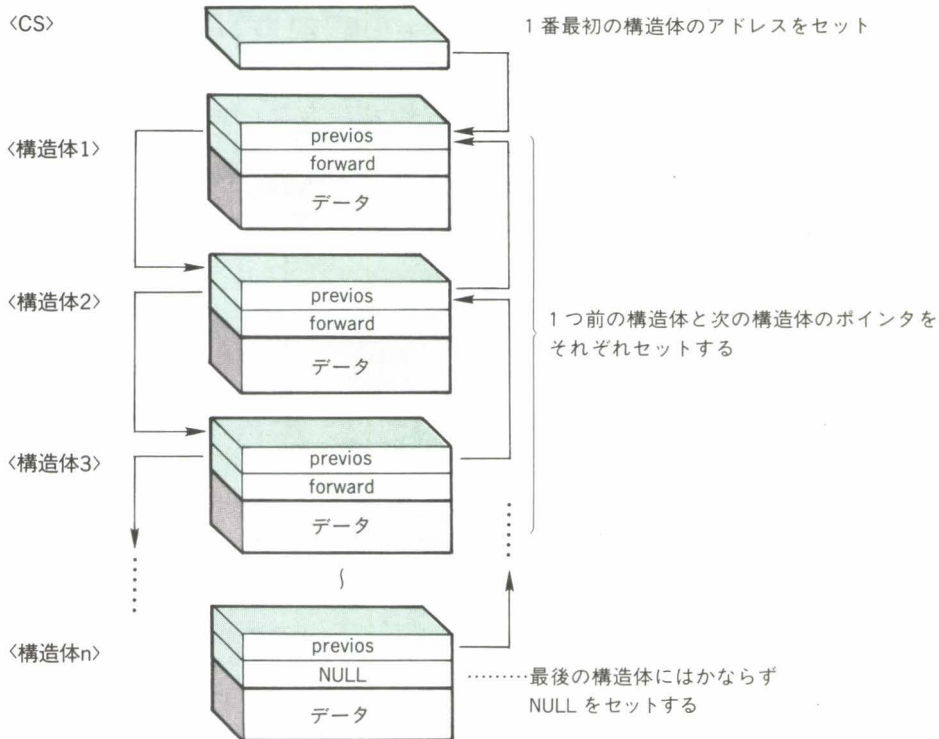 〈CS〉
1番最初の構造体のアドレスをセット
〈構造体1〉
previos
forward
データ
〈構造体2〉
previos
forward
データ
1つ前の構造体と次の構造体のポインタを
それぞれセットする
〈構造体3〉
previos
forward
データ
〈構造体n〉
previos
NULL
データ
………最後の構造体にはかならず
NULL をセットする